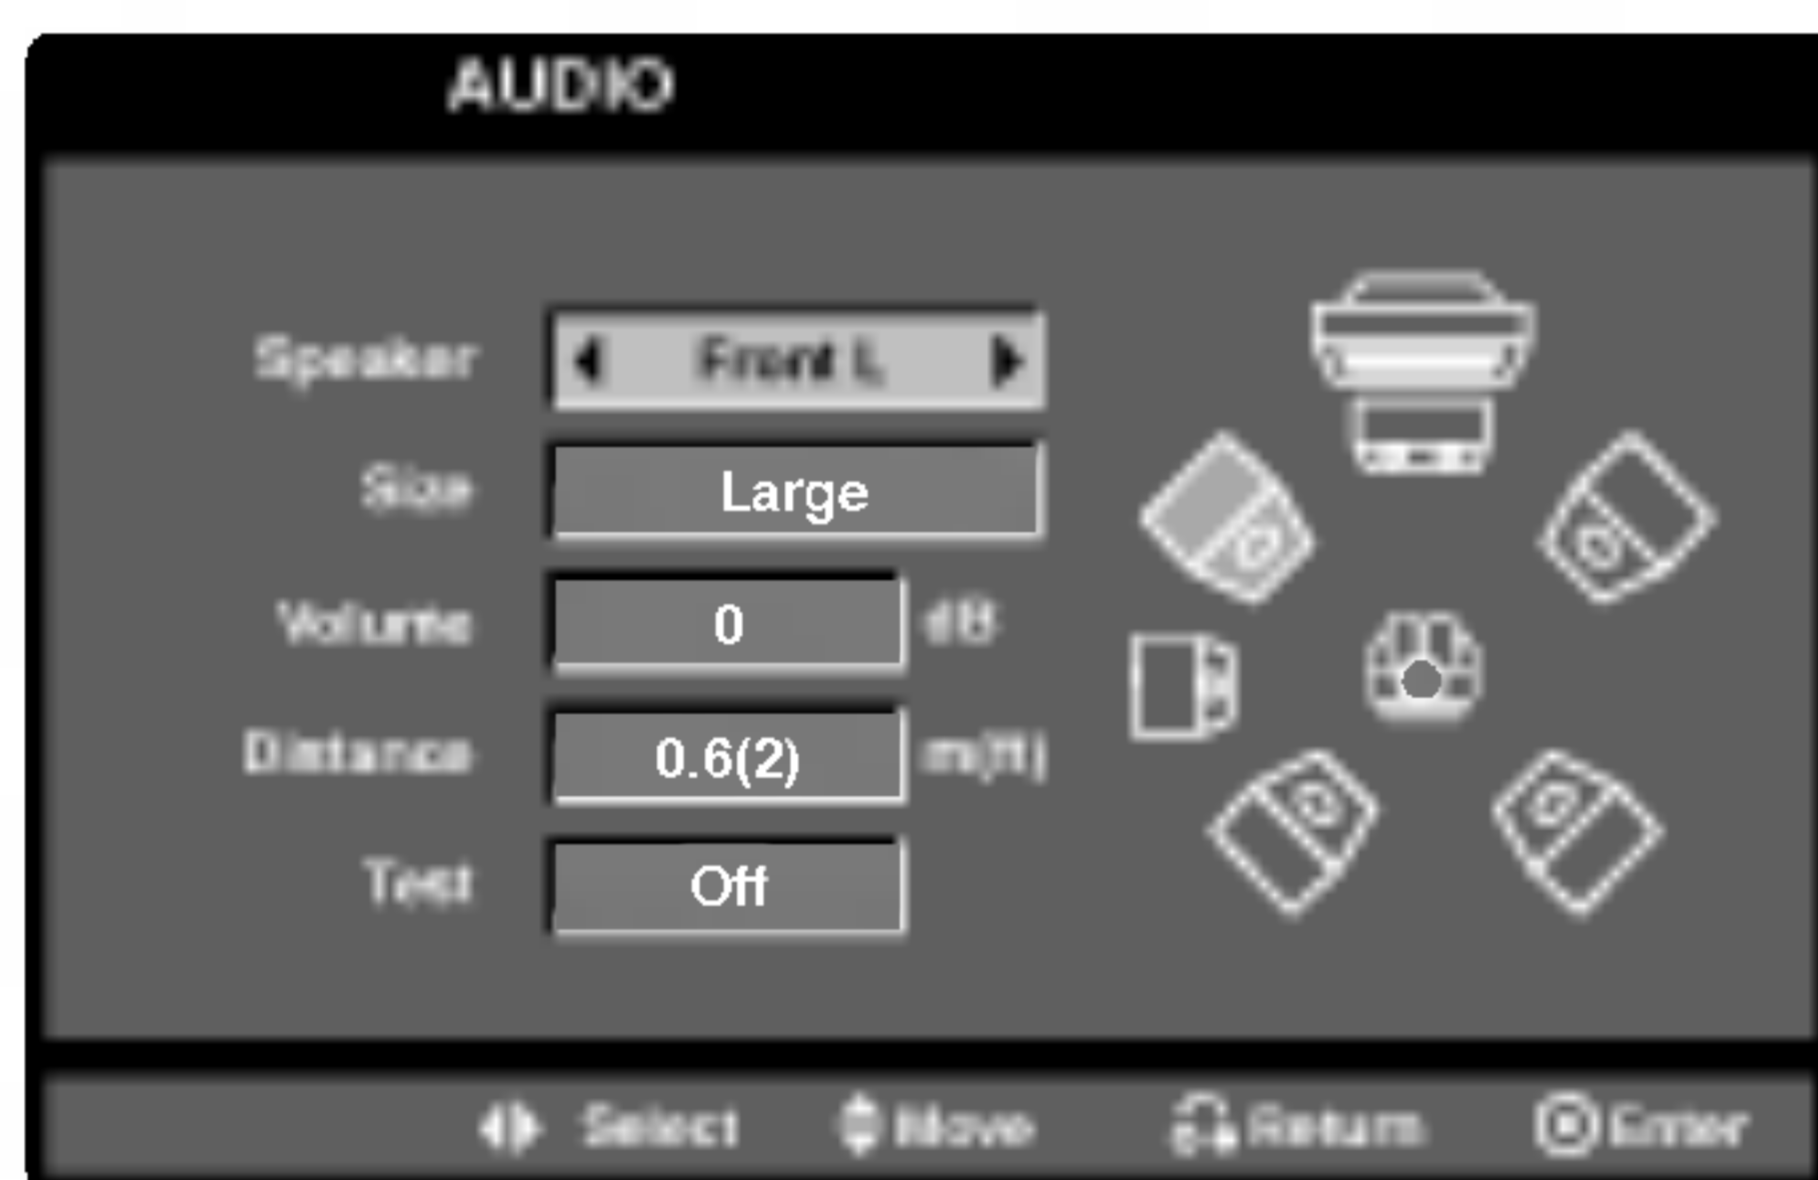 AUDIO
Speaker Front L
Size Large
Volume 0 dB
Distance 0.6(2) m(ft)
Test Off
Select Move Return Enter